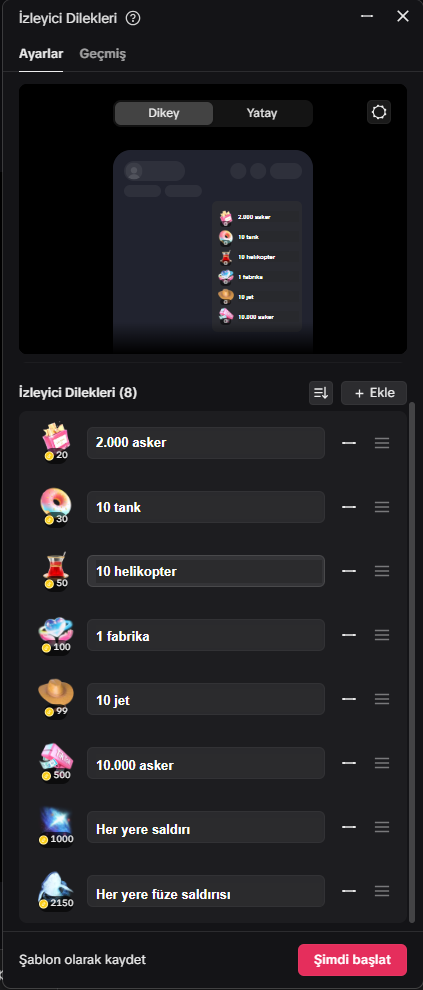 İzleyici Dilekleri ?
Ayarlar Geçmiş
Dikey Yatay
2.000 asker
10 tank
10 helikopter
1 fabrika
10 jet
10.000 asker
İzleyici Dilekleri (8) + Ekle
20 2.000 asker
30 10 tank
50 10 helikopter
100 1 fabrika
99 10 jet
500 10.000 asker
1000 Her yere saldırı
2150 Her yere füze saldırısı
Şablon olarak kaydet Şimdi başlat